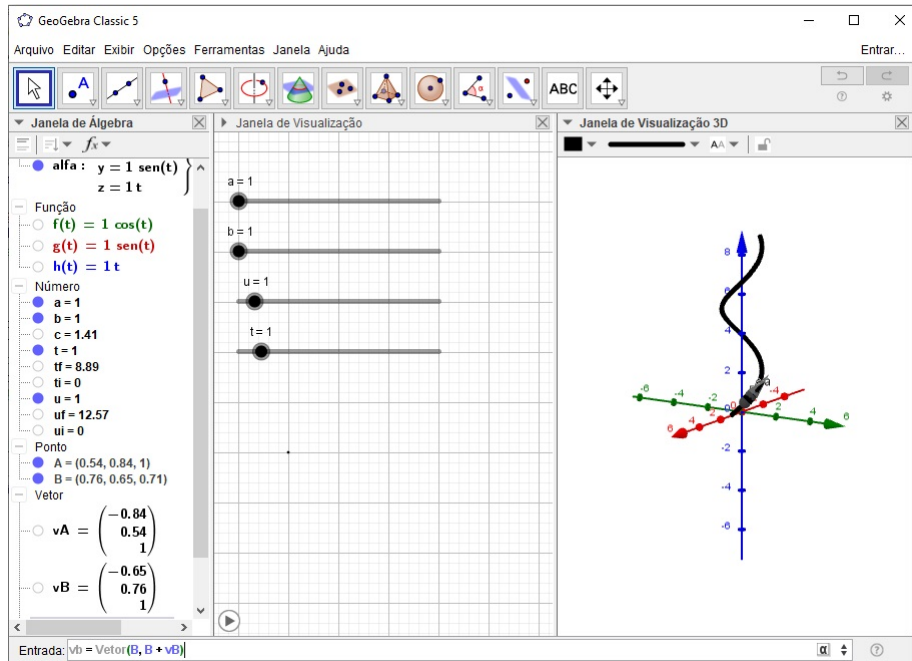 GeoGebra Classic 5
Arquivo Editar Exibir Opções Ferramentas Janela Ajuda
Entrar...
A
α
ABC
Janela de Álgebra
fx
alfa : y = 1 sen(t)
z = 1 t
Função
f(t) = 1 cos(t)
g(t) = 1 sen(t)
h(t) = 1 t
Número
a = 1
b = 1
c = 1.41
t = 1
tf = 8.89
ti = 0
u = 1
uf = 12.57
ui = 0
Ponto
A = (0.54, 0.84, 1)
B = (0.76, 0.65, 0.71)
Vetor
vA = (−0.84
0.54
1)
vB = (−0.65
0.76
1)
Janela de Visualização
a = 1
b = 1
u = 1
t = 1
Janela de Visualização 3D
AA
8
6
4
2
0
-2
-4
-6
-6
-4
-2
2
4
6
6
4
2
0
-2
-4
Entrada: vb = Vetor(B, B + vB)
α